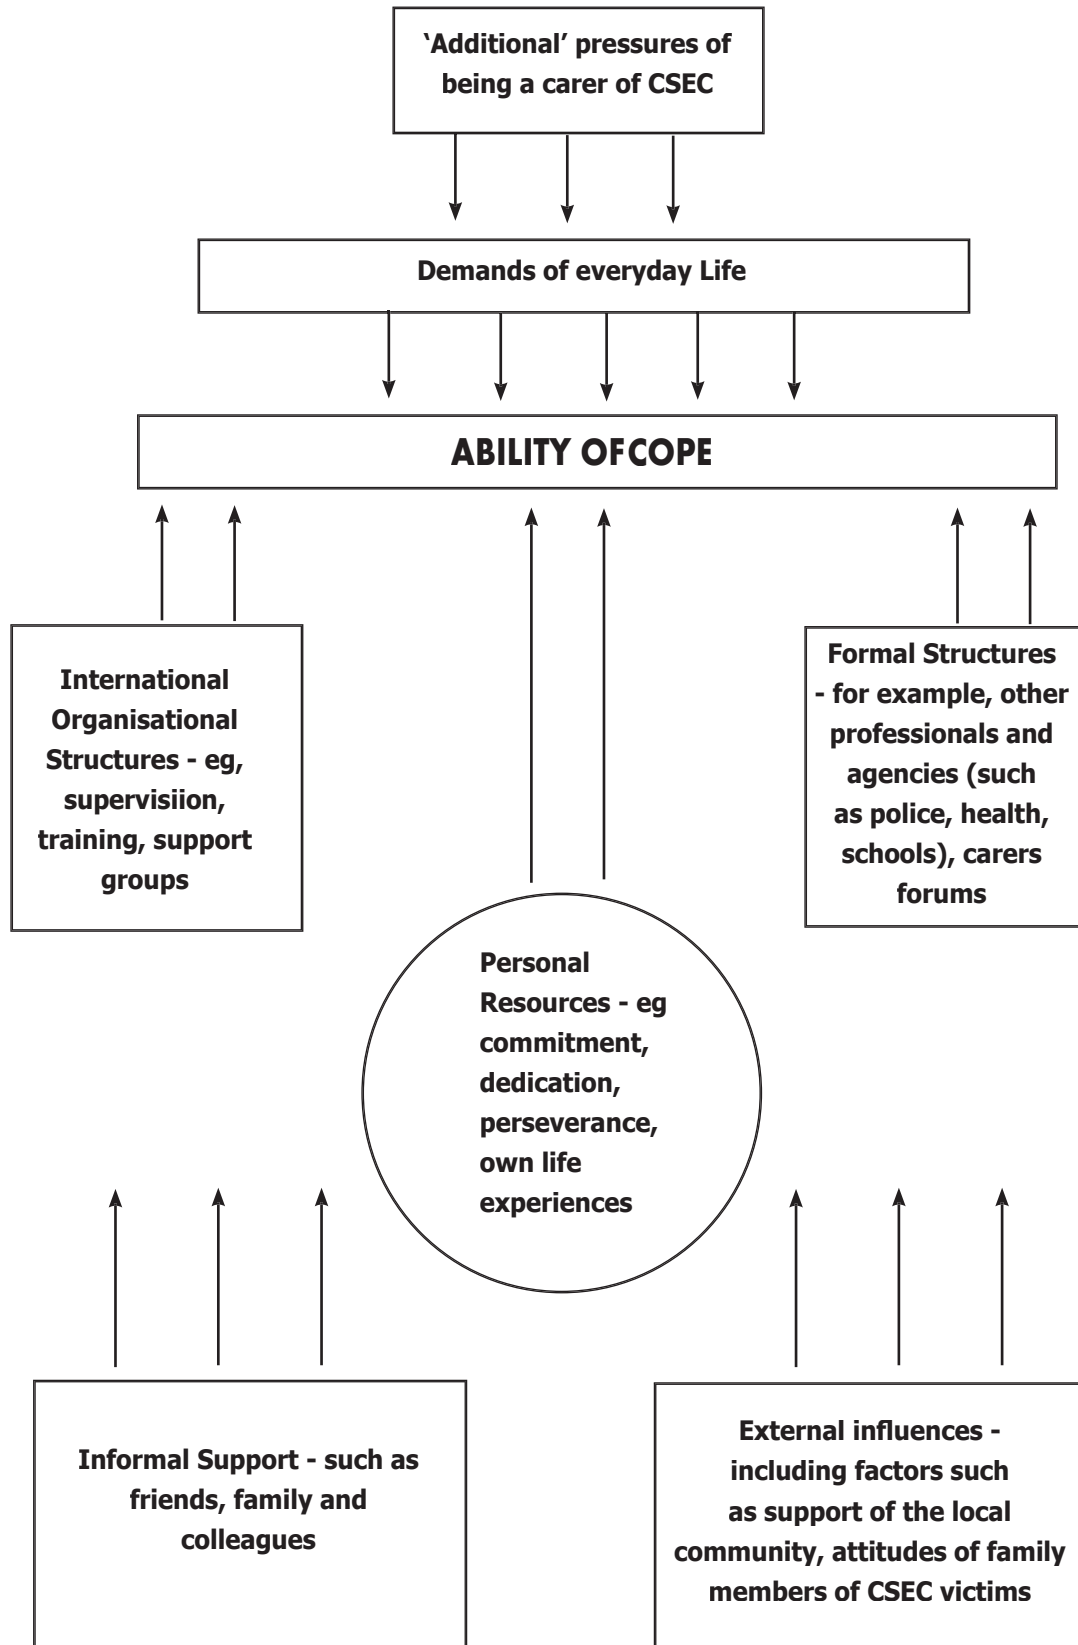 ‘Additional’ pressures of
being a carer of CSEC
Demands of everyday Life
ABILITY OF COPE
International
Organisational
Structures - eg,
supervisiion,
training, support
groups
Formal Structures
- for example, other
professionals and
agencies (such
as police, health,
schools), carers
forums
Personal
Resources - eg
commitment,
dedication,
perseverance,
own life
experiences
Informal Support - such as
friends, family and
colleagues
External influences -
including factors such
as support of the local
community, attitudes of family
members of CSEC victims